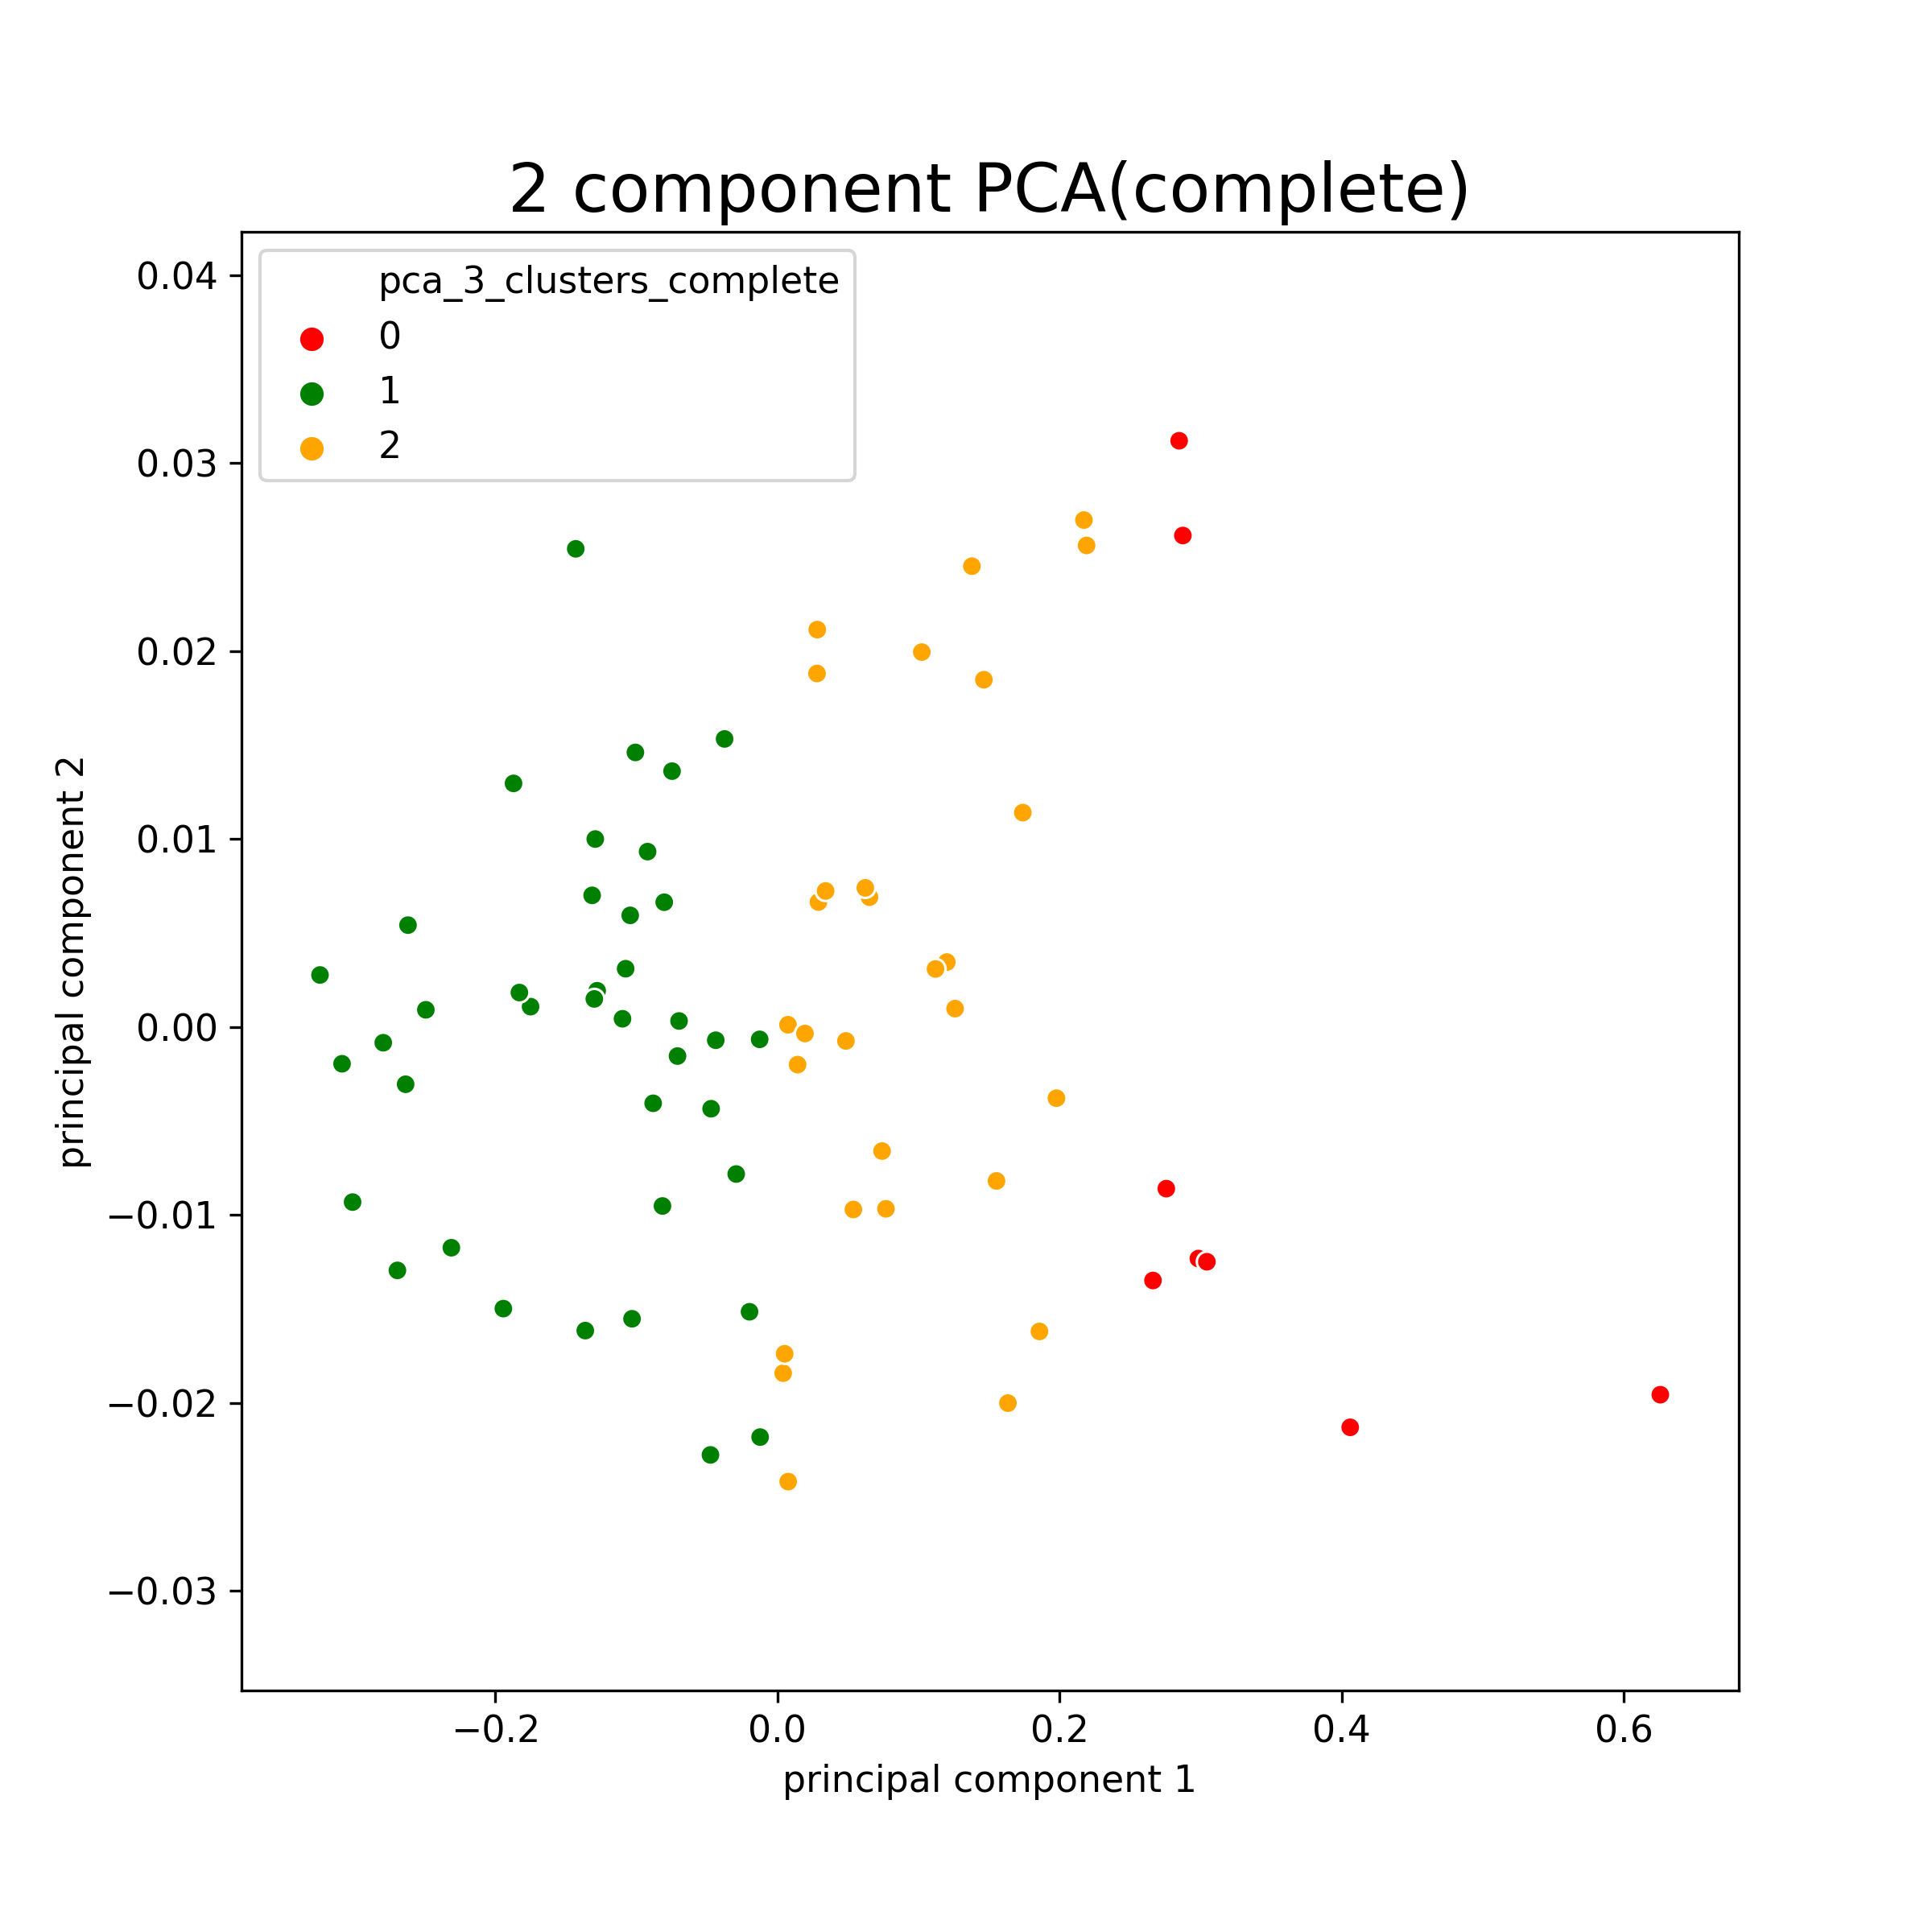 2 component PCA(complete)
pca_3_clusters_complete
0
1
2
0.04
0.03
0.02
0.01
0.00
−0.01
−0.02
−0.03
principal component 2
−0.2 0.0 0.2 0.4 0.6
principal component 1